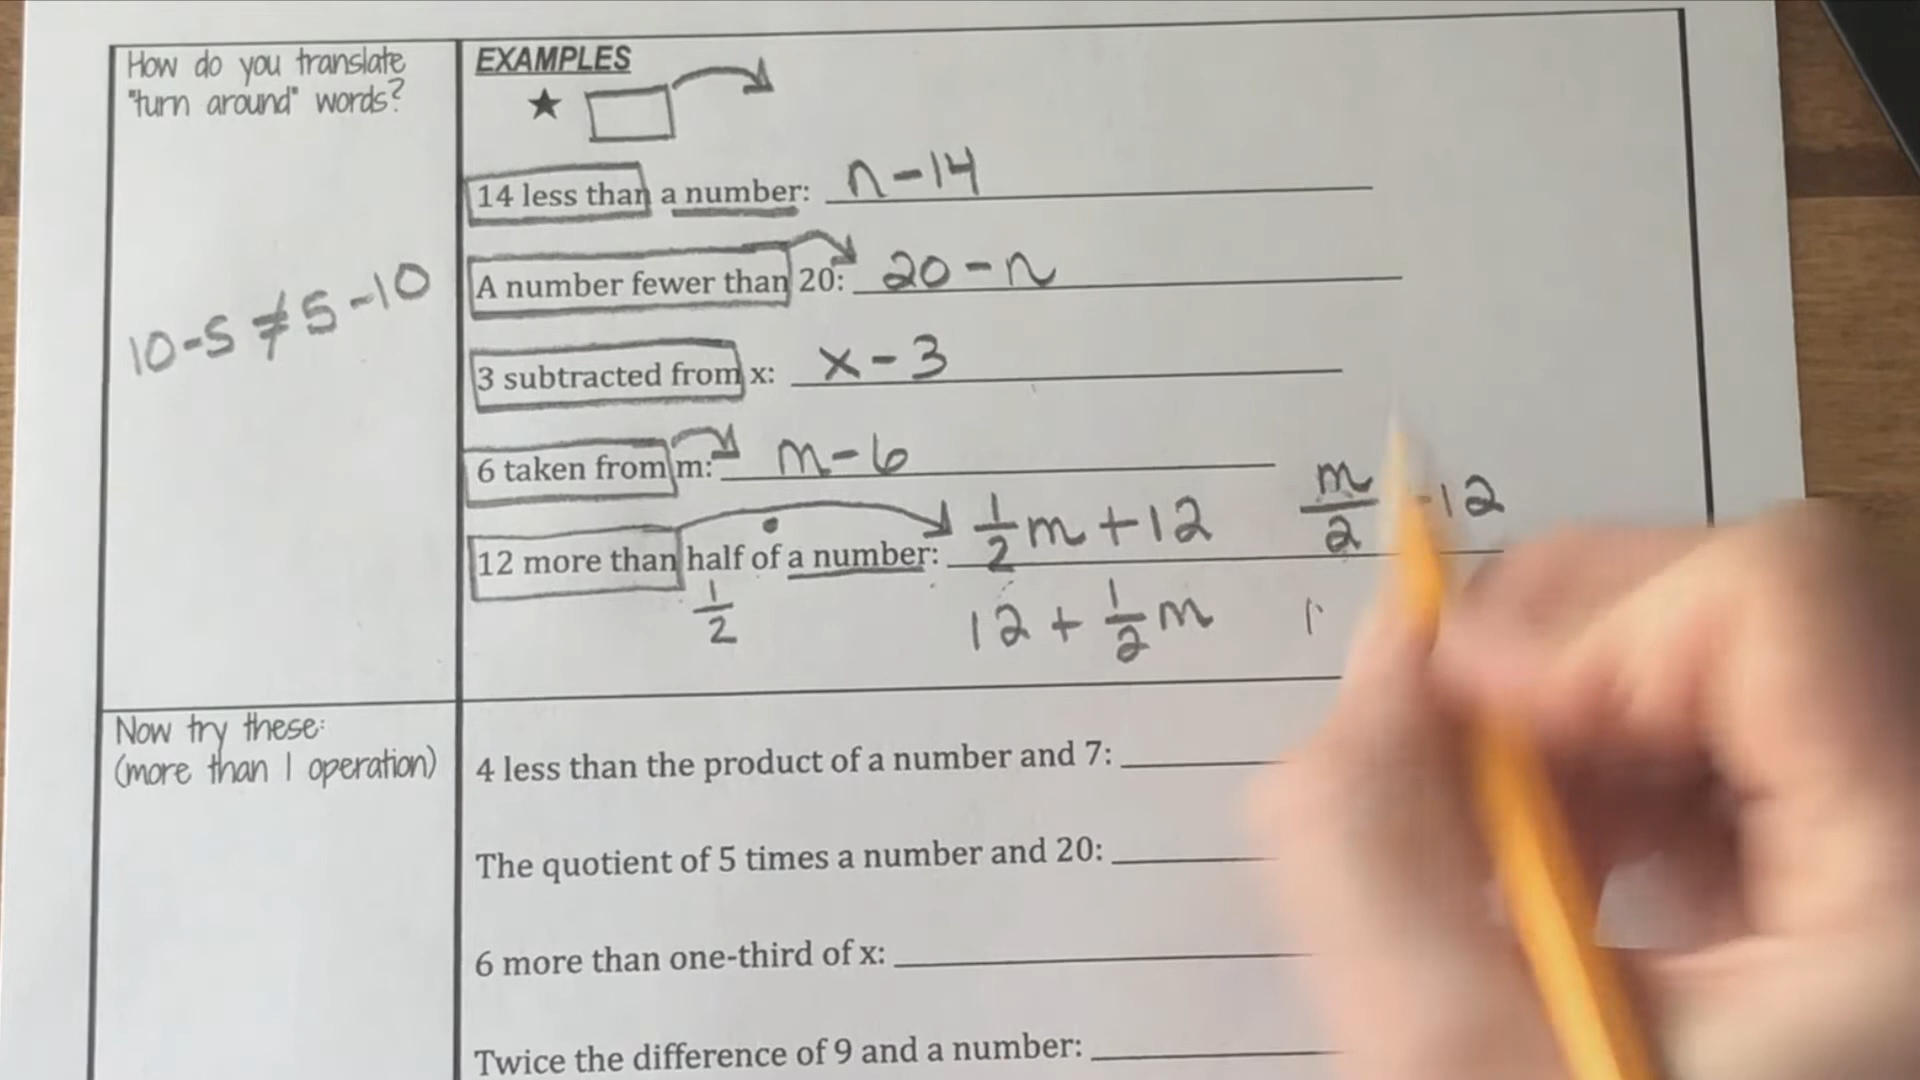 How do you translate
"turn around" words?
10-5≠5-10
EXAMPLES
14 less than a number: n-14
A number fewer than 20: 20-n
3 subtracted from x: x-3
6 taken from m: m-6
12 more than half of a number: 1/2 m+12 m/2 12
1/2 12+1/2 m
Now try these:
(more than 1 operation)
4 less than the product of a number and 7:
The quotient of 5 times a number and 20:
6 more than one-third of x:
Twice the difference of 9 and a number: